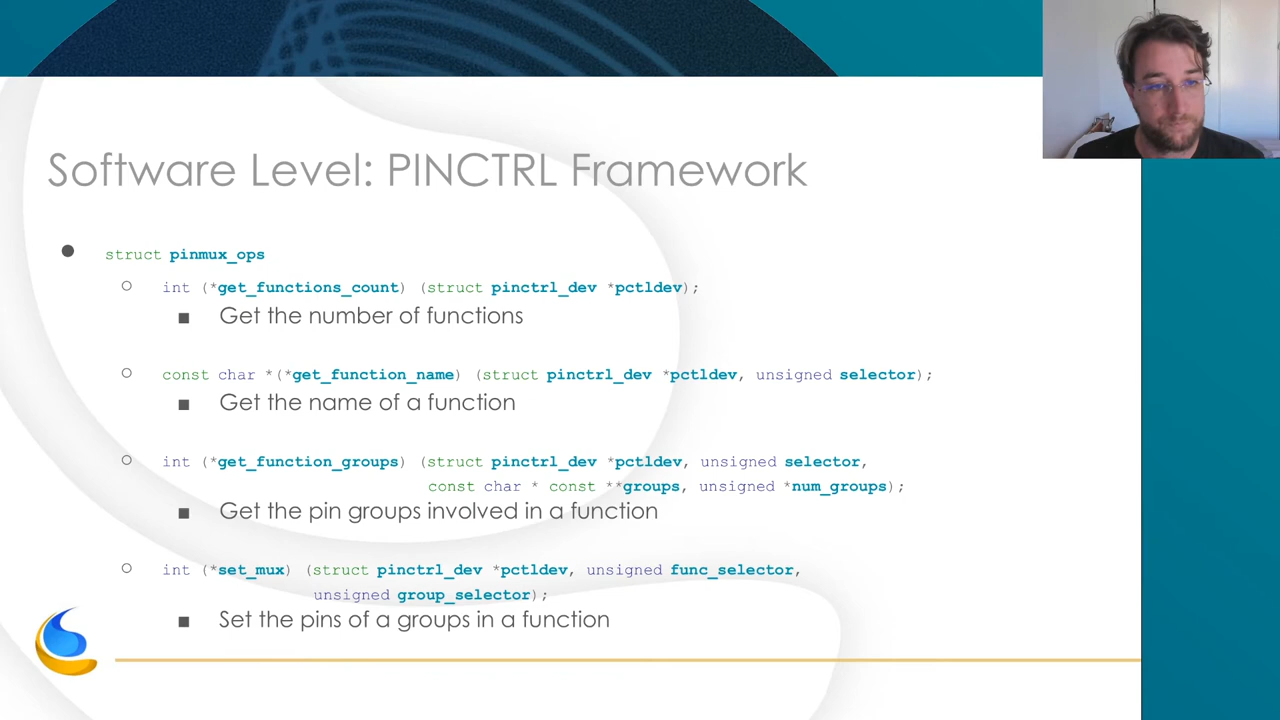 Software Level: PINCTRL Framework
struct pinmux_ops
int (*get_functions_count) (struct pinctrl_dev *pctldev);
Get the number of functions
const char *(*get_function_name) (struct pinctrl_dev *pctldev, unsigned selector);
Get the name of a function
int (*get_function_groups) (struct pinctrl_dev *pctldev, unsigned selector,
const char * const **groups, unsigned *num_groups);
Get the pin groups involved in a function
int (*set_mux) (struct pinctrl_dev *pctldev, unsigned func_selector,
unsigned group_selector);
Set the pins of a groups in a function